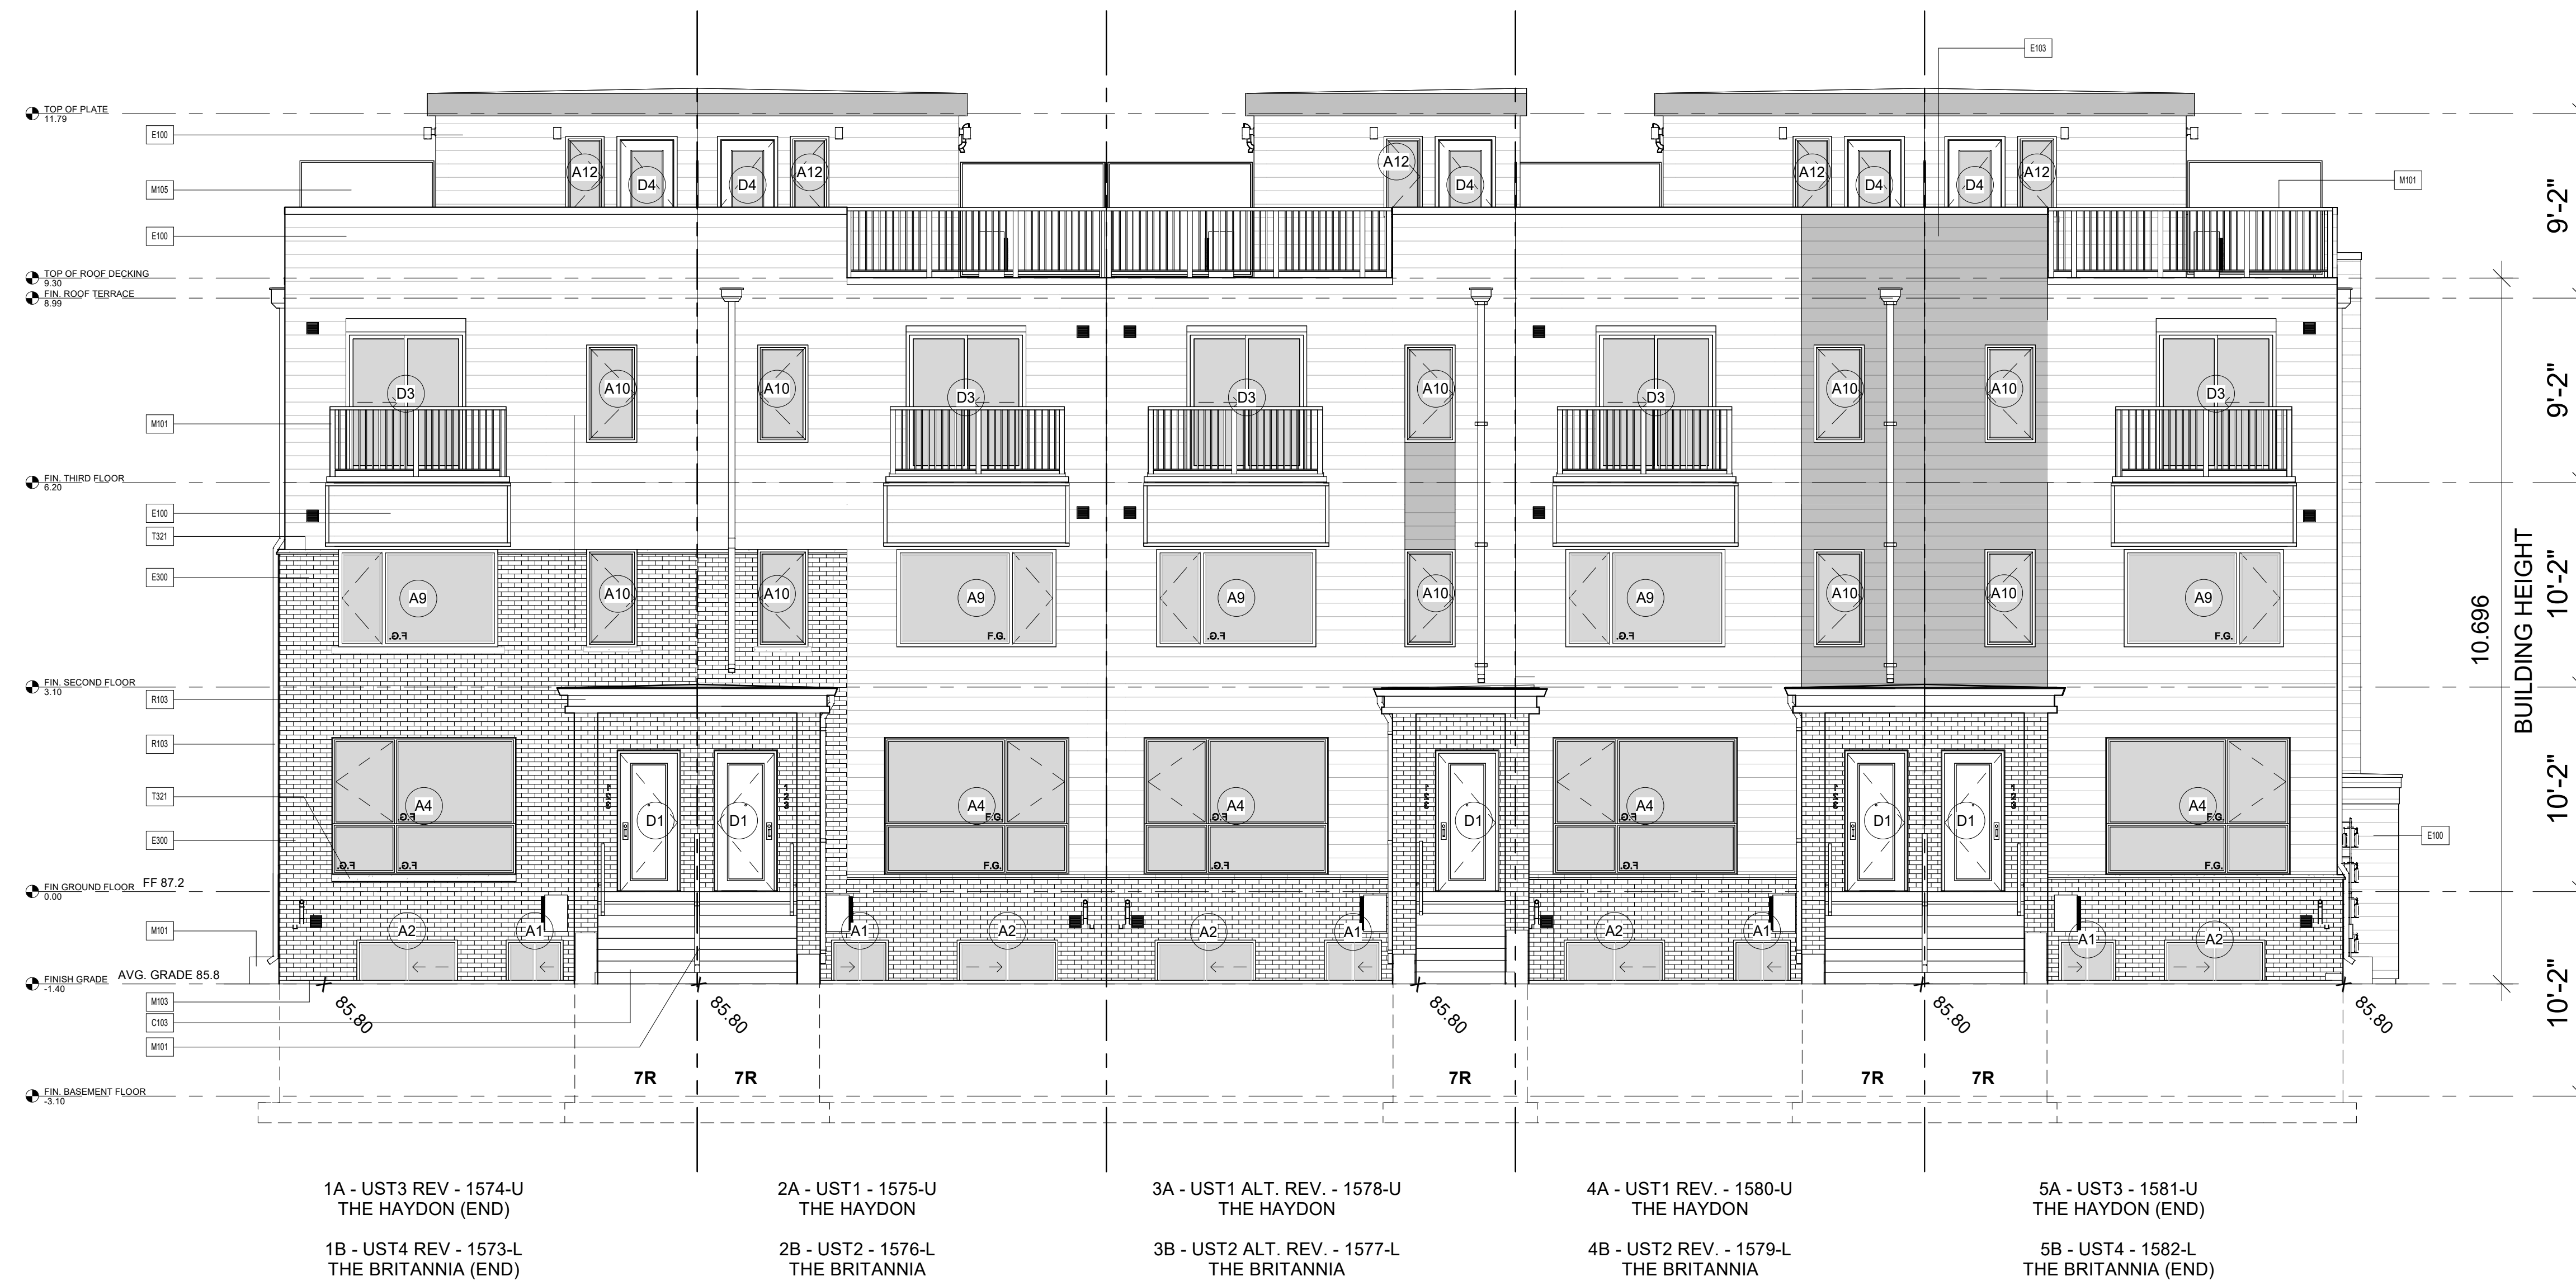 E103
TOP OF PLATE
11.79
E100
A12
D4
D4
A12
A12
D4
A12
D4
D4
A12
M105
M101
9'-2"
E100
TOP OF ROOF DECKING
9.30
FIN. ROOF TERRACE
8.99
D3
A10
A10
D3
D3
A10
D3
A10
A10
D3
9'-2"
M101
FIN. THIRD FLOOR
6.20
E100
T321
E300
A9
A10
A10
A9
A9
A10
A9
A10
A10
A9
10'-2"
F.G.
F.G.
F.G.
F.G.
F.G.
10.696
BUILDING HEIGHT
FIN. SECOND FLOOR
3.10
R103
R103
T321
A4
D1
D1
A4
A4
D1
A4
D1
D1
A4
10'-2"
123
123
123
123
123
F.G.
F.G.
F.G.
F.G.
F.G.
E300
E100
F.G.
F.G.
F.G.
F.G.
F.G.
F.G.
FIN GROUND FLOOR
0.00
FF 87.2
M101
A2
A1
A1
A2
A2
A1
A2
A1
A1
A2
10'-2"
FINISH GRADE
-1.40
AVG. GRADE 85.8
M103
C103
M101
85.80
85.80
85.80
85.80
85.80
7R
7R
7R
7R
7R
FIN. BASEMENT FLOOR
-3.10
1A - UST3 REV - 1574-U
THE HAYDON (END)
1B - UST4 REV - 1573-L
THE BRITANNIA (END)
2A - UST1 - 1575-U
THE HAYDON
2B - UST2 - 1576-L
THE BRITANNIA
3A - UST1 ALT. REV. - 1578-U
THE HAYDON
3B - UST2 ALT. REV. - 1577-L
THE BRITANNIA
4A - UST1 REV. - 1580-U
THE HAYDON
4B - UST2 REV. - 1579-L
THE BRITANNIA
5A - UST3 - 1581-U
THE HAYDON (END)
5B - UST4 - 1582-L
THE BRITANNIA (END)